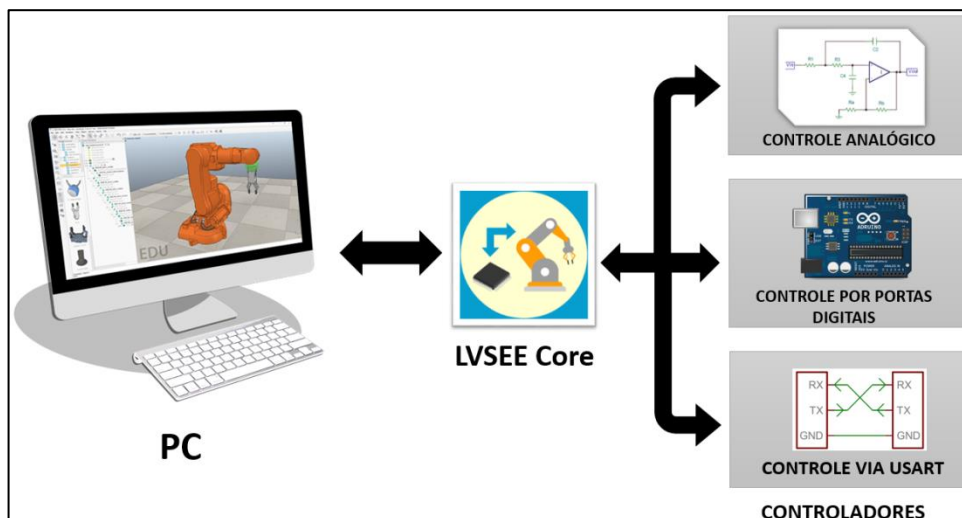 EDU
PC
LVSEE Core
CONTROLE ANALÓGICO
ARDUINO
CONTROLE POR PORTAS
DIGITAIS
RX
TX
GND
RX
TX
GND
CONTROLE VIA USART
CONTROLADORES